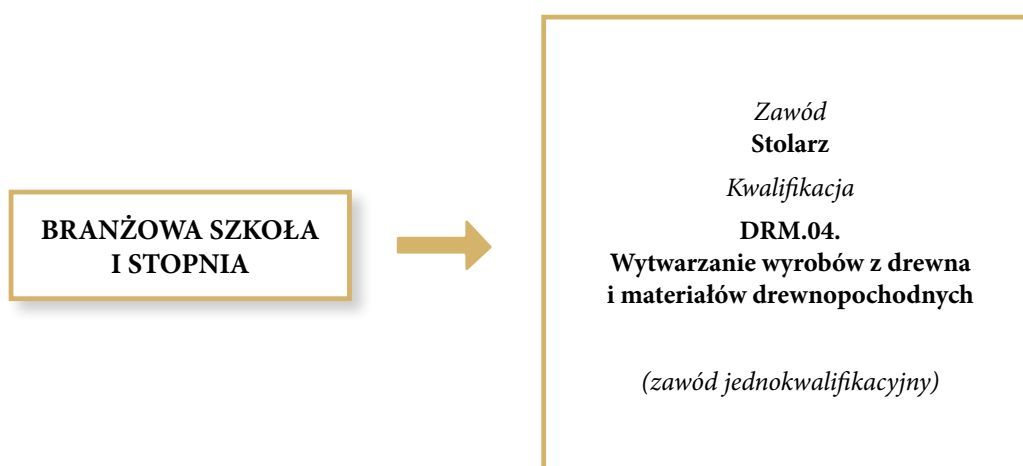 BRANŻOWA SZKOŁA
I STOPNIA
Zawód
Stolarz
Kwalifikacja
DRM.04.
Wytwarzanie wyrobów z drewna
i materiałów drewnopochodnych
(zawód jednokwalifikacyjny)